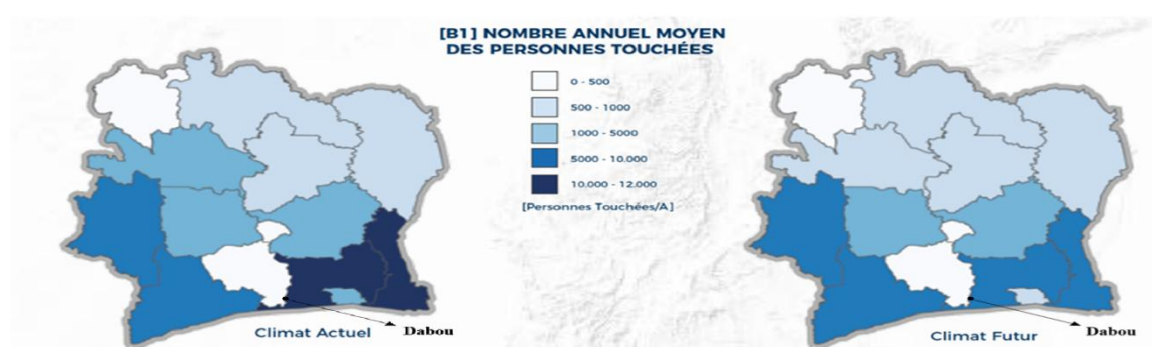 [B1] NOMBRE ANNUEL MOYEN
DES PERSONNES TOUCHÉES
0 - 500
500 - 1000
1000 - 5000
5000 - 10.000
10.000 - 12.000
[Personnes Touchées/A]
Climat Actuel
Dabou
Climat Futur
Dabou